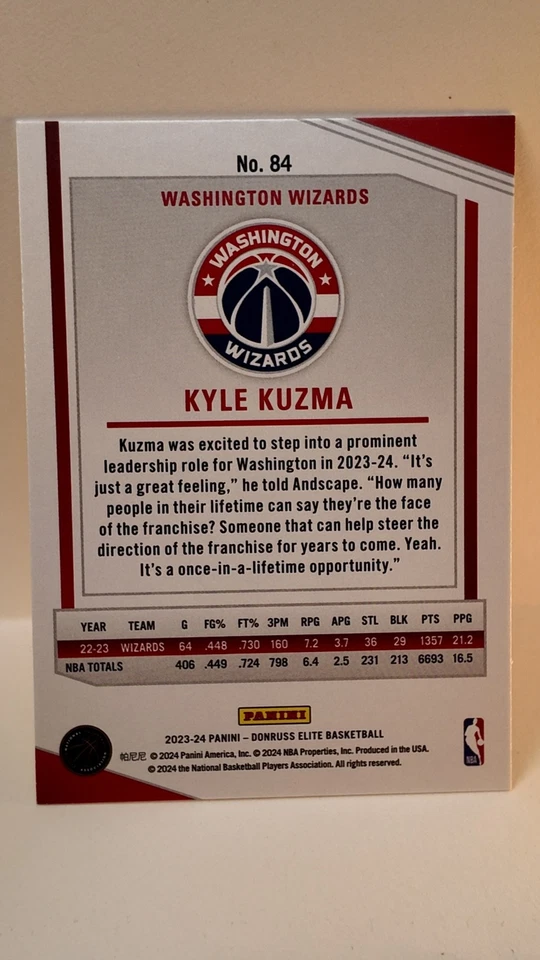 No. 84
WASHINGTON WIZARDS
WASHINGTON
WIZARDS
KYLE KUZMA
Kuzma was excited to step into a prominent
leadership role for Washington in 2023-24. “It’s
just a great feeling,” he told Andscape. “How many
people in their lifetime can say they’re the face
of the franchise? Someone that can help steer the
direction of the franchise for years to come. Yeah.
It’s a once-in-a-lifetime opportunity.”
YEAR TEAM G FG% FT% 3PM RPG APG STL BLK PTS PPG
22-23 WIZARDS 64 .448 .730 160 7.2 3.7 36 29 1357 21.2
NBA TOTALS 406 .449 .724 798 6.4 2.5 231 213 6693 16.5
PANINI
2023-24 PANINI – DONRUSS ELITE BASKETBALL
帕尼尼 © 2024 Panini America, Inc. © 2024 NBA Properties, Inc. Produced in the USA.
© 2024 the National Basketball Players Association. All rights reserved.
NBA